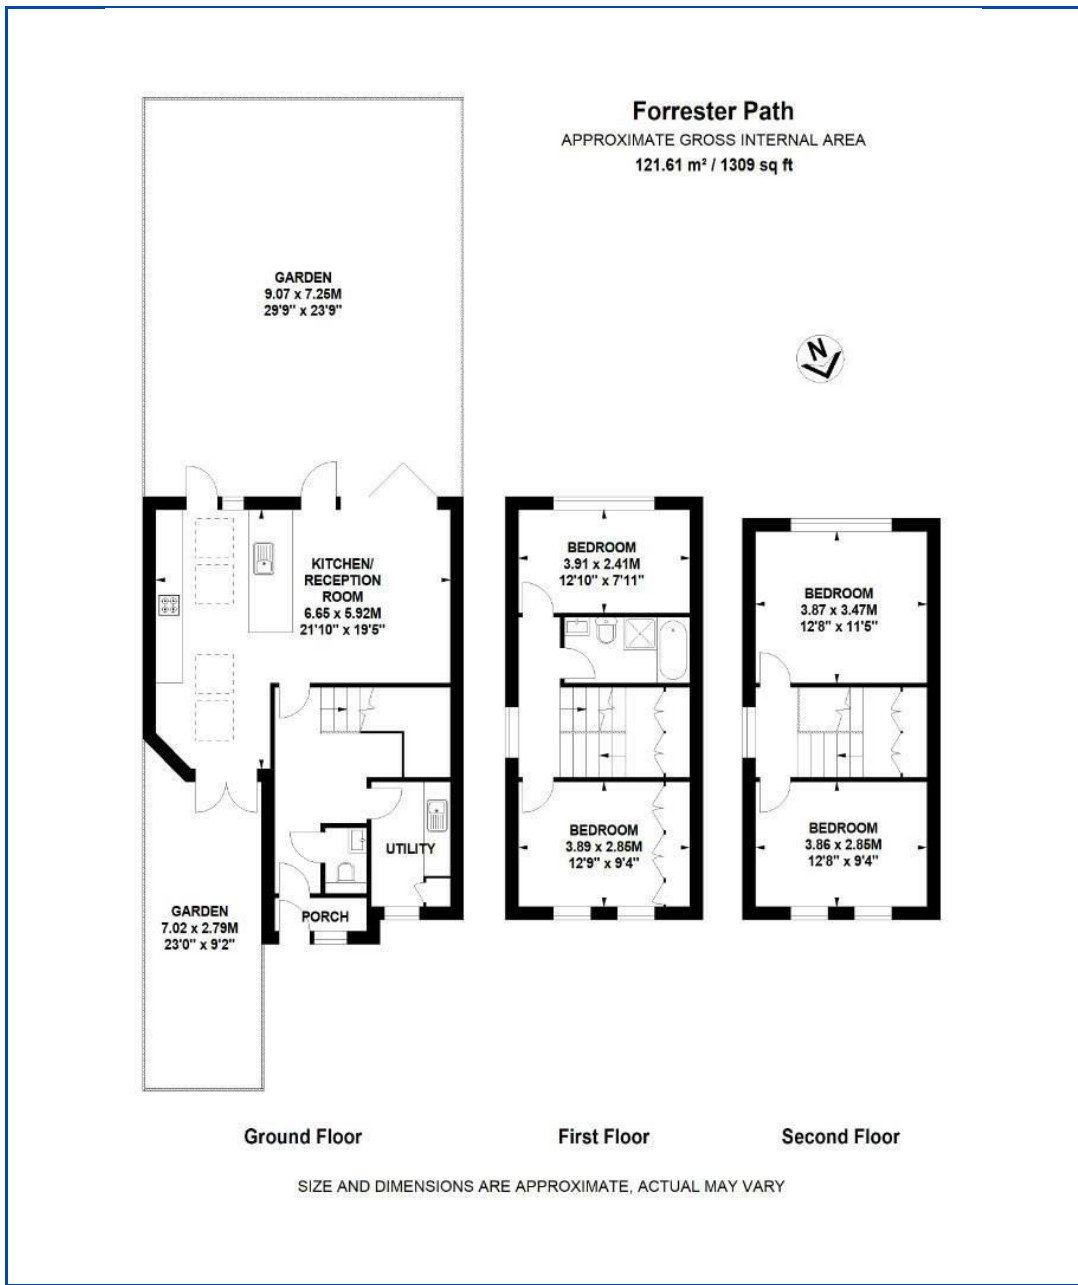 Forrester Path
APPROXIMATE GROSS INTERNAL AREA
121.61 m² / 1309 sq ft
GARDEN
9.07 x 7.25M
29'9" x 23'9"
N
KITCHEN/
RECEPTION
ROOM
6.65 x 5.92M
21'10" x 19'5"
UTILITY
PORCH
GARDEN
7.02 x 2.79M
23'0" x 9'2"
BEDROOM
3.91 x 2.41M
12'10" x 7'11"
BEDROOM
3.89 x 2.85M
12'9" x 9'4"
BEDROOM
3.87 x 3.47M
12'8" x 11'5"
BEDROOM
3.86 x 2.85M
12'8" x 9'4"
Ground Floor
First Floor
Second Floor
SIZE AND DIMENSIONS ARE APPROXIMATE, ACTUAL MAY VARY